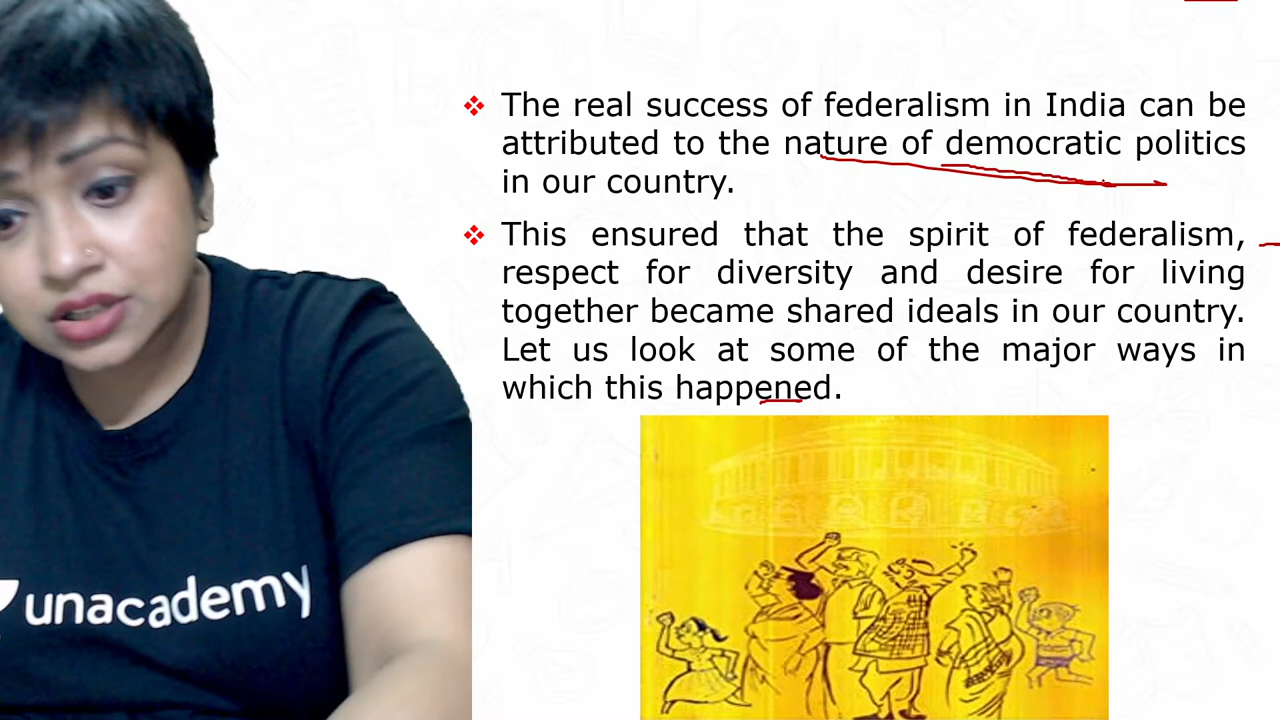 ❖ The real success of federalism in India can be
attributed to the nature of democratic politics
in our country.
❖ This ensured that the spirit of federalism,
respect for diversity and desire for living
together became shared ideals in our country.
Let us look at some of the major ways in
which this happened.
unacademy